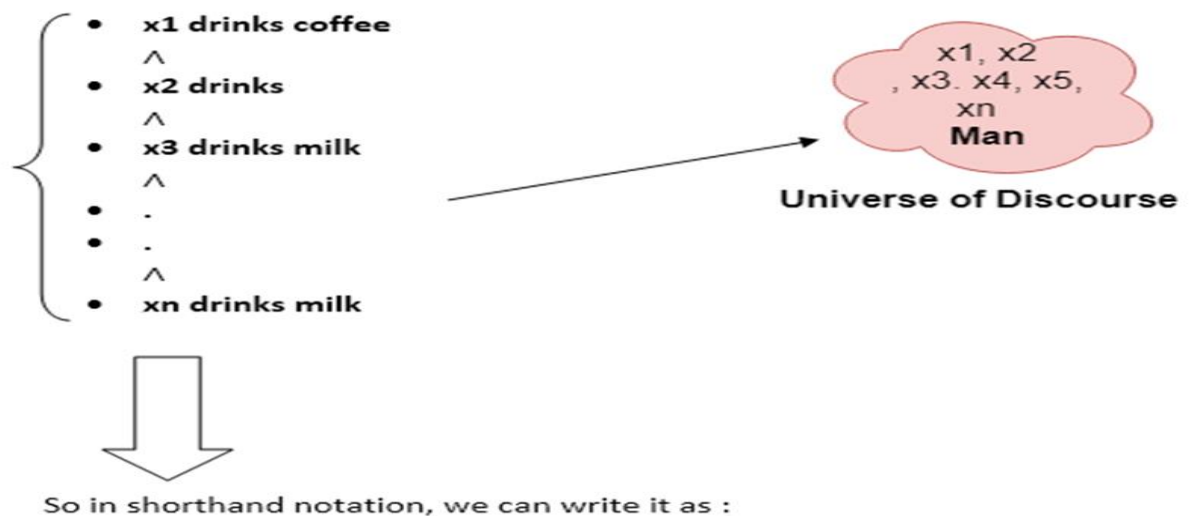 • x1 drinks coffee
∧
• x2 drinks
∧
• x3 drinks milk
∧
• .
• .
∧
• xn drinks milk
x1, x2
, x3. x4, x5,
xn
Man
Universe of Discourse
So in shorthand notation, we can write it as :